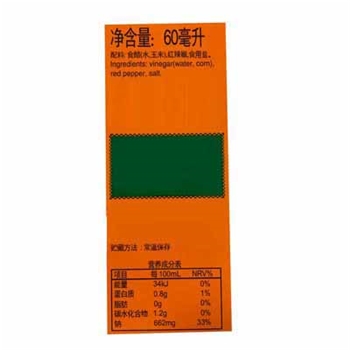 净含量: 60毫升
配料: 食醋(水,玉米),红辣椒,食用盐。
Ingredients: vinegar(water, corn),
red pepper, salt.
贮藏方法：常温保存
营养成分表
项目 每100mL NRV%
能量 34kJ 0%
蛋白质 0.8g 1%
脂肪 0g 0%
碳水化合物 1.2g 0%
钠 662mg 33%